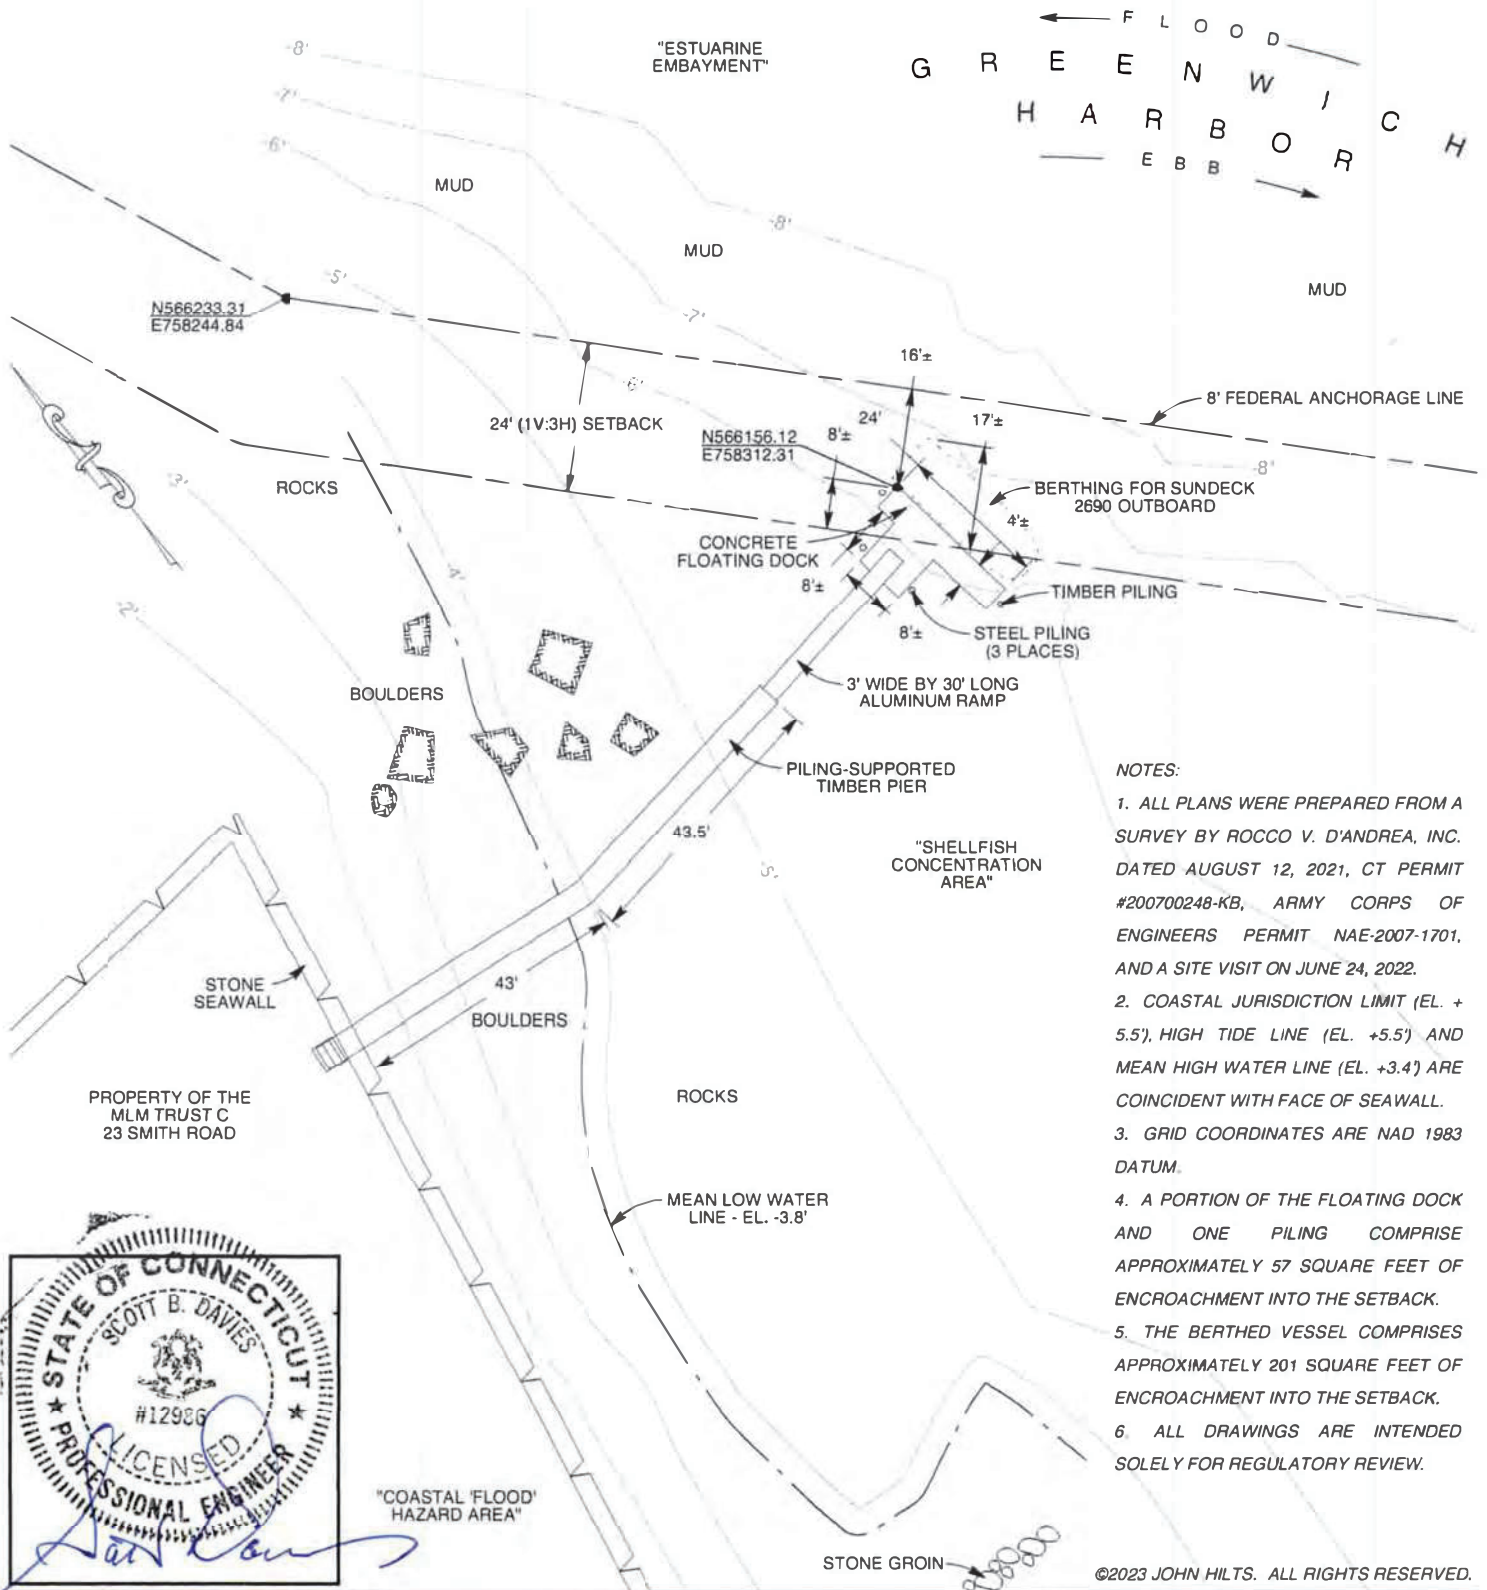 "ESTUARINE
EMBAYMENT"
FLOOD
GREENWICH
HARBOR
EBB
-8'
-7'
-6'
MUD
MUD
-8'
MUD
-5'
N566233.31
E758244.84
-7'
16'±
-6'
8' FEDERAL ANCHORAGE LINE
24' (1V:3H) SETBACK
24'
17'±
N566156.12
E758312.31
8'±
-8'
ROCKS
-3'
BERTHING FOR SUNDECK
2690 OUTBOARD
4'±
CONCRETE
FLOATING DOCK
-4'
8'±
TIMBER PILING
-2'
8'±
STEEL PILING
(3 PLACES)
BOULDERS
3' WIDE BY 30' LONG
ALUMINUM RAMP
PILING-SUPPORTED
TIMBER PIER
43.5'
"SHELLFISH
CONCENTRATION
AREA"
-5'
STONE
SEAWALL
43'
BOULDERS
PROPERTY OF THE
MLM TRUST C
23 SMITH ROAD
ROCKS
MEAN LOW WATER
LINE - EL. -3.8'
NOTES:
1. ALL PLANS WERE PREPARED FROM A
SURVEY BY ROCCO V. D'ANDREA, INC.
DATED AUGUST 12, 2021, CT PERMIT
#200700248-KB, ARMY CORPS OF
ENGINEERS PERMIT NAE-2007-1701,
AND A SITE VISIT ON JUNE 24, 2022.
2. COASTAL JURISDICTION LIMIT (EL. +
5.5'), HIGH TIDE LINE (EL. +5.5') AND
MEAN HIGH WATER LINE (EL. +3.4') ARE
COINCIDENT WITH FACE OF SEAWALL.
3. GRID COORDINATES ARE NAD 1983
DATUM.
4. A PORTION OF THE FLOATING DOCK
AND ONE PILING COMPRISE
APPROXIMATELY 57 SQUARE FEET OF
ENCROACHMENT INTO THE SETBACK.
5. THE BERTHED VESSEL COMPRISES
APPROXIMATELY 201 SQUARE FEET OF
ENCROACHMENT INTO THE SETBACK.
6. ALL DRAWINGS ARE INTENDED
SOLELY FOR REGULATORY REVIEW.
STATE OF CONNECTICUT
SCOTT B. DAVIES
#12986
LICENSED
PROFESSIONAL ENGINEER
"COASTAL 'FLOOD'
HAZARD AREA"
STONE GROIN
©2023 JOHN HILTS. ALL RIGHTS RESERVED.